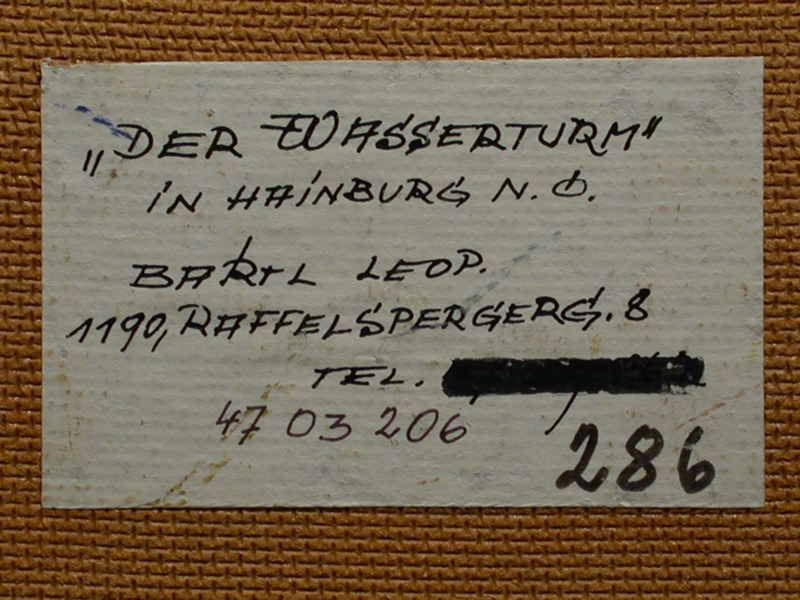 „DER WASSERTURM"
iN HAiNBURG N.Ö.
BARTL LEOP.
1190, RAFFELSPERGERG. 8
TEL.
47 03 206
286